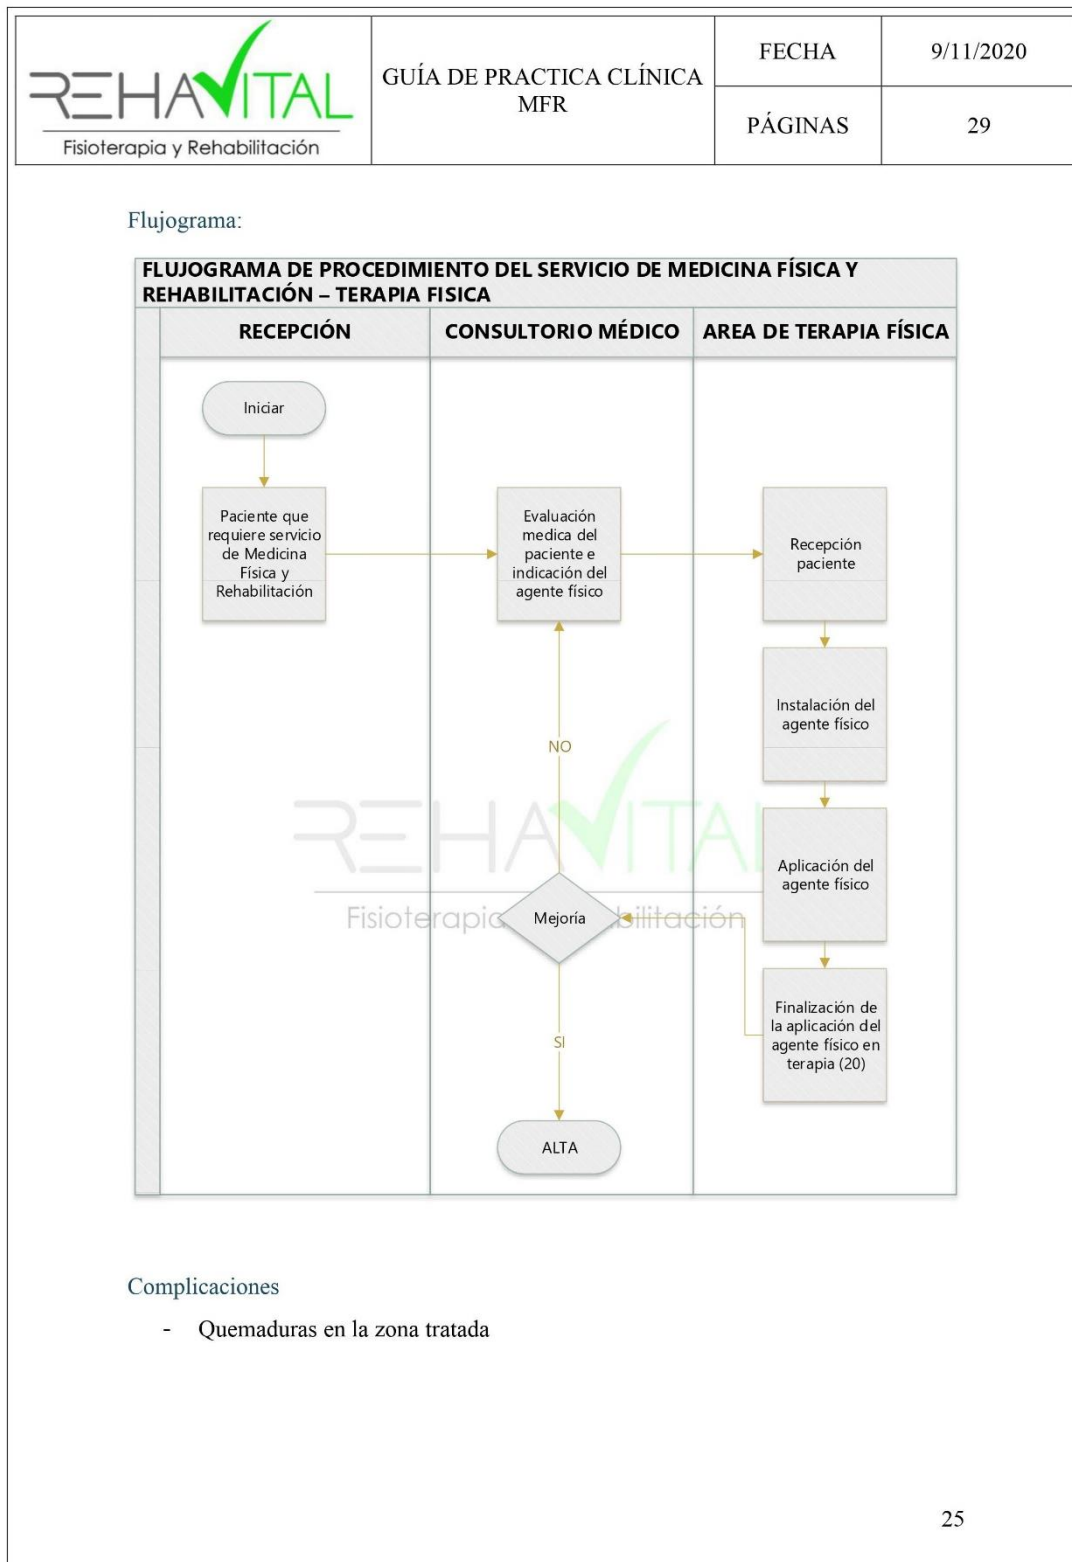 REHAVITAL
Fisioterapia y Rehabilitación
GUÍA DE PRACTICA CLÍNICA
MFR
FECHA
9/11/2020
PÁGINAS
29
Flujograma:
FLUJOGRAMA DE PROCEDIMIENTO DEL SERVICIO DE MEDICINA FÍSICA Y
REHABILITACIÓN – TERAPIA FISICA
RECEPCIÓN
CONSULTORIO MÉDICO
AREA DE TERAPIA FÍSICA
Iniciar
Paciente que
requiere servicio
de Medicina
Física y
Rehabilitación
Evaluación
medica del
paciente e
indicación del
agente físico
Recepción
paciente
Instalación del
agente físico
NO
REHAVITAL
Aplicación del
agente físico
Fisioterapia
bilitación
Mejoría
Finalización de
la aplicación del
agente físico en
terapia (20)
SI
ALTA
Complicaciones
- Quemaduras en la zona tratada
25